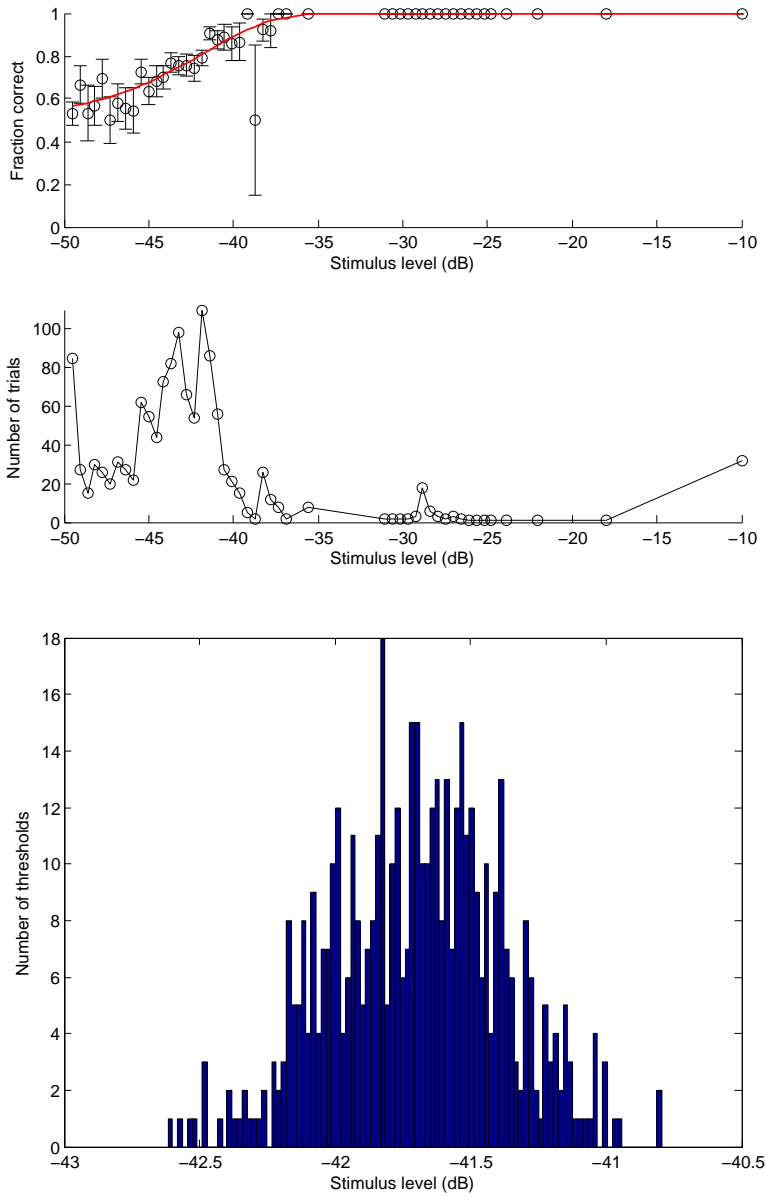 1
0.8
0.6
0.4
0.2
0
Fraction correct
−50 −45 −40 −35 −30 −25 −20 −15 −10
Stimulus level (dB)
100
80
60
40
20
0
Number of trials
−50 −45 −40 −35 −30 −25 −20 −15 −10
Stimulus level (dB)
18
16
14
12
10
8
6
4
2
0
Number of thresholds
−43 −42.5 −42 −41.5 −41 −40.5
Stimulus level (dB)